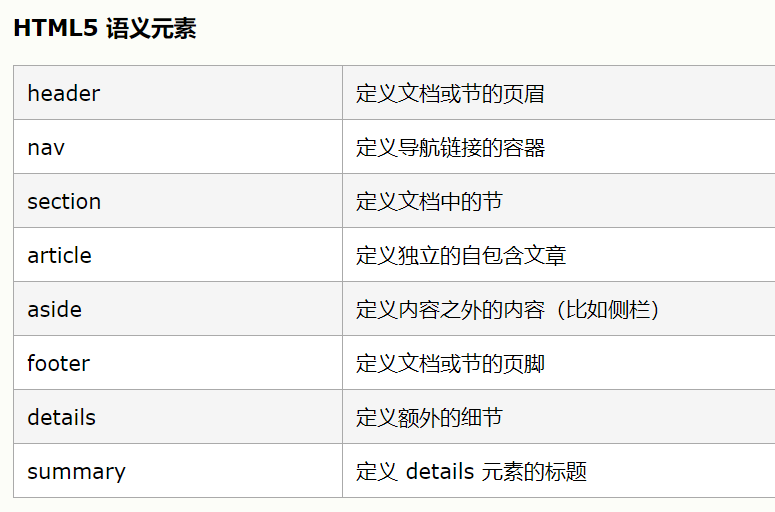 HTML5 语义元素
header 定义文档或节的页眉
nav 定义导航链接的容器
section 定义文档中的节
article 定义独立的自包含文章
aside 定义内容之外的内容（比如侧栏）
footer 定义文档或节的页脚
details 定义额外的细节
summary 定义 details 元素的标题